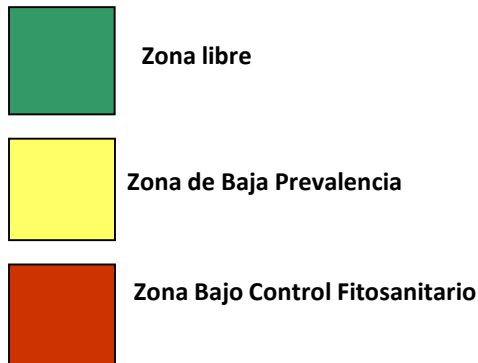 Zona libre
Zona de Baja Prevalencia
Zona Bajo Control Fitosanitario